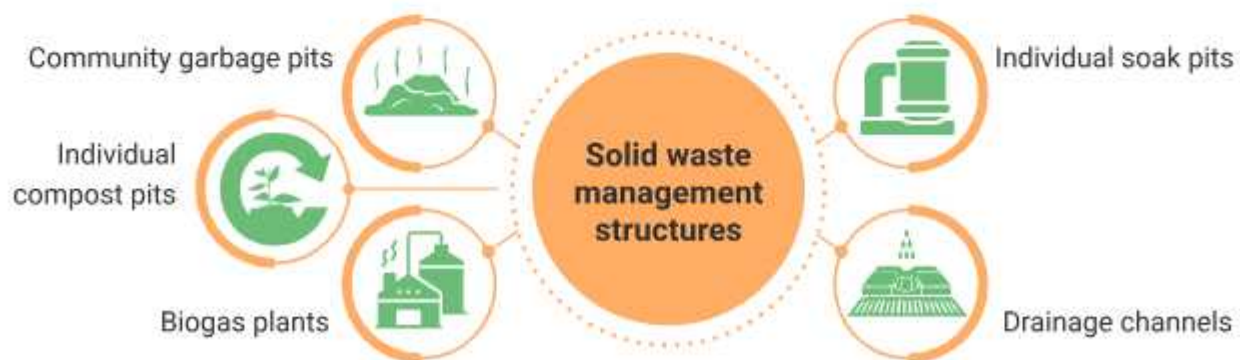 Community garbage pits
Individual
compost pits
Biogas plants
Solid waste
management
structures
Individual soak pits
Drainage channels